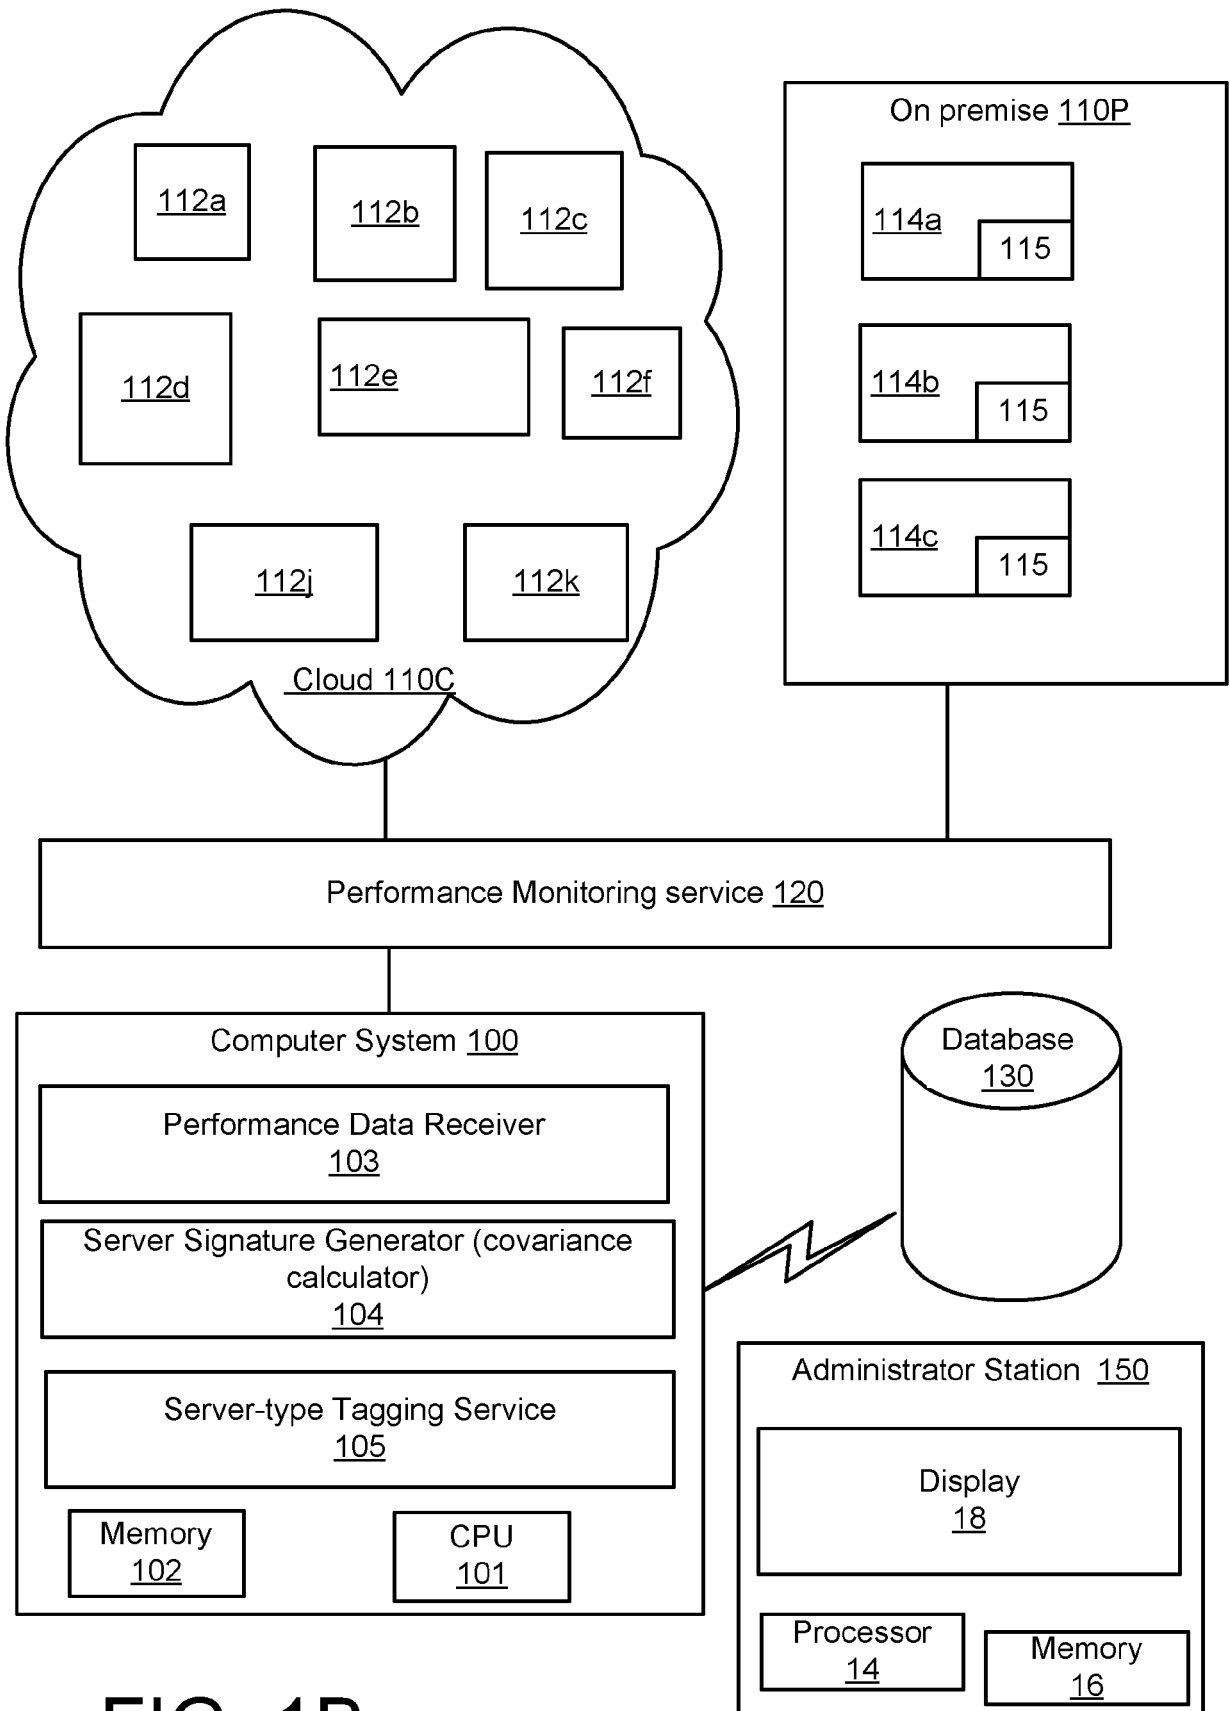 On premise 110P
112a
112b
112c
114a
115
112d
112e
112f
114b
115
114c
115
112j
112k
Cloud 110C
Performance Monitoring service 120
Computer System 100
Performance Data Receiver
103
Server Signature Generator (covariance
calculator)
104
Server-type Tagging Service
105
Memory
102
CPU
101
Database
130
Administrator Station 150
Display
18
Processor
14
Memory
16
FIG. 1B